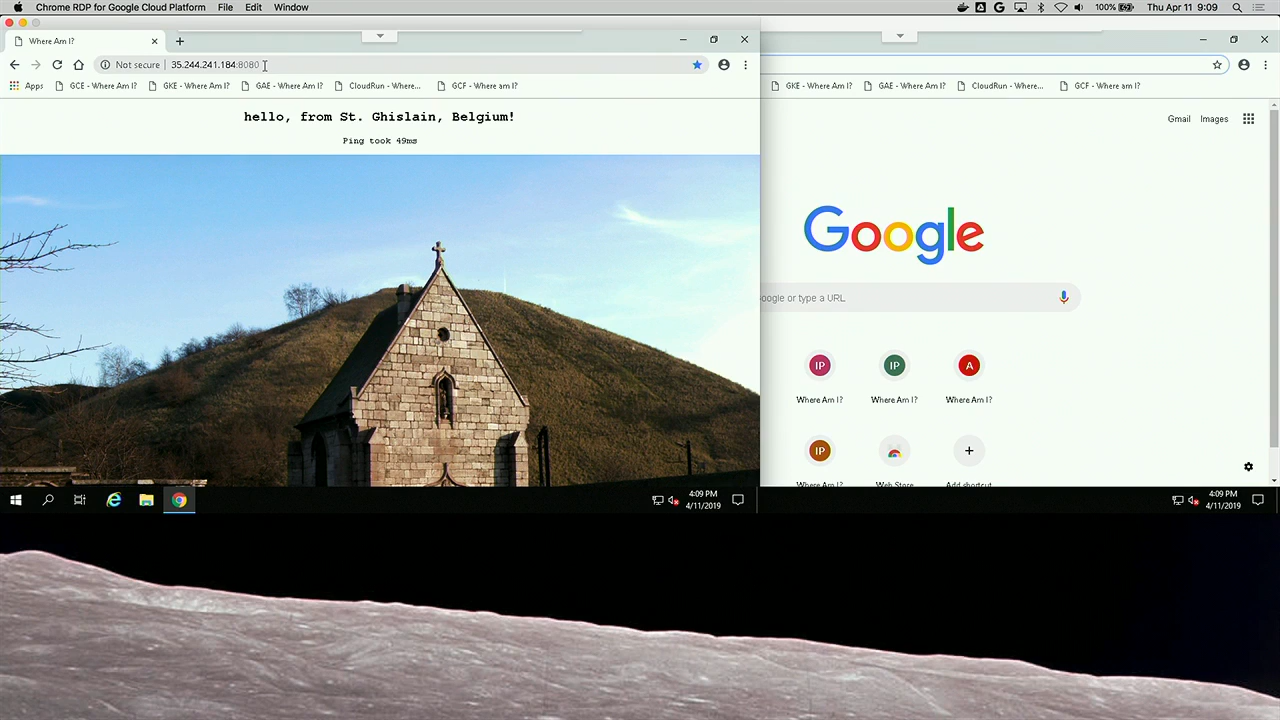 Chrome RDP for Google Cloud Platform File Edit Window 100% Thu Apr 11 9:09
Where Am I?
Not secure | 35.244.241.184:8080
Apps GCE - Where Am I? GKE - Where Am I? GAE - Where Am I? CloudRun - Where... GCF - Where am I?
hello, from St. Ghislain, Belgium!
Ping took 49ms
4:09 PM
4/11/2019
GKE - Where Am I? GAE - Where Am I? CloudRun - Where... GCF - Where am I?
Gmail Images
Google
oogle or type a URL
IP IP A
Where Am I? Where Am I? Where Am I?
IP
Where Am I? Web Store Add shortcut
4:09 PM
4/11/2019